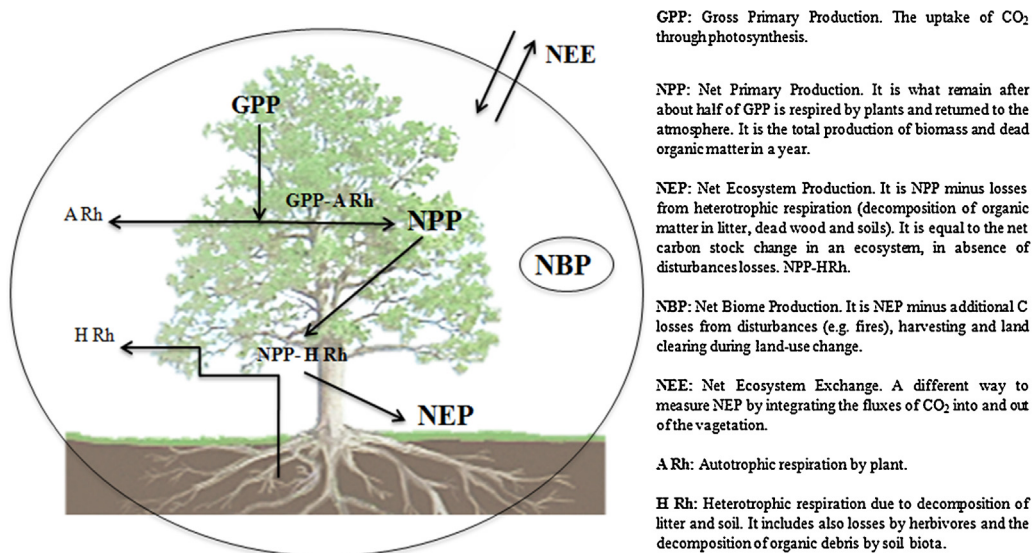 NEE
GPP
GPP-A Rh
A Rh
NPP
NBP
H Rh
NPP-H Rh
NEP
GPP: Gross Primary Production. The uptake of CO₂
through photosynthesis.
NPP: Net Primary Production. It is what remain after
about half of GPP is respired by plants and returned to the
atmosphere. It is the total production of biomass and dead
organic matter in a year.
NEP: Net Ecosystem Production. It is NPP minus losses
from heterotrophic respiration (decomposition of organic
matter in litter, dead wood and soils). It is equal to the net
carbon stock change in an ecosystem, in absence of
disturbances losses. NPP-HRh.
NBP: Net Biome Production. It is NEP minus additional C
losses from disturbances (e.g. fires), harvesting and land
clearing during land-use change.
NEE: Net Ecosystem Exchange. A different way to
measure NEP by integrating the fluxes of CO₂ into and out
of the vagetation.
A Rh: Autotrophic respiration by plant.
H Rh: Heterotrophic respiration due to decomposition of
litter and soil. It includes also losses by herbivores and the
decomposition of organic debris by soil biota.